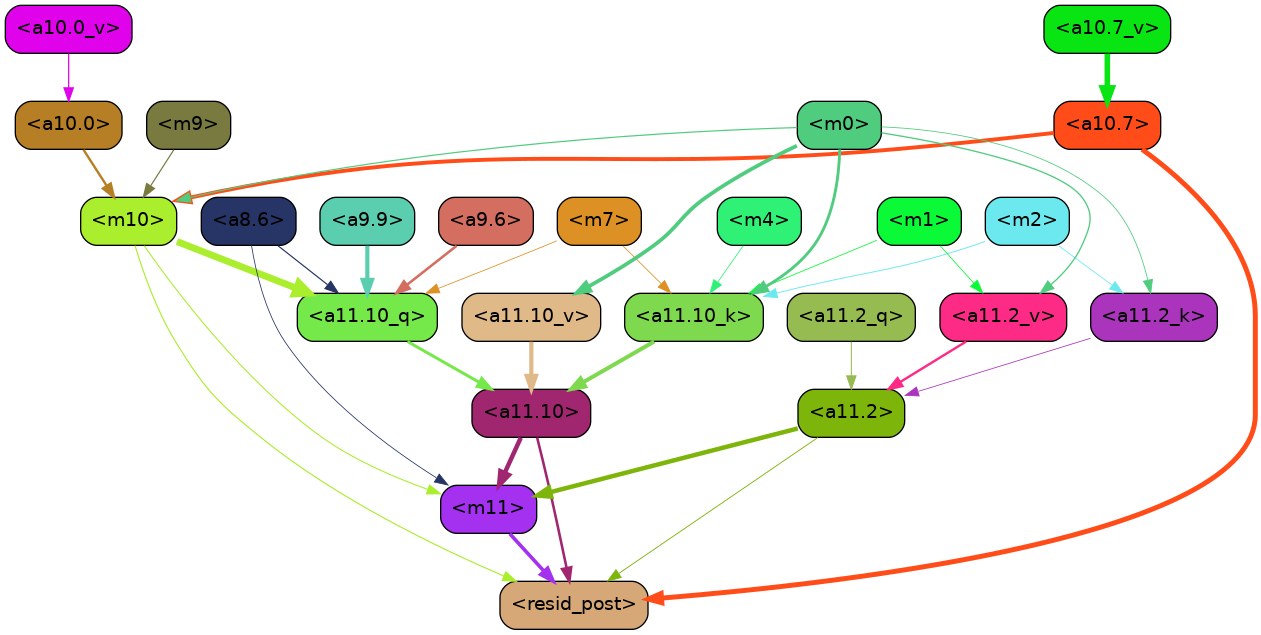 <a10.0_v> <a10.7_v>
<a10.0> <m9> <m0> <a10.7>
<m10> <a8.6> <a9.9> <a9.6> <m7> <m4> <m1> <m2>
<a11.10_q> <a11.10_v> <a11.10_k> <a11.2_q> <a11.2_v> <a11.2_k>
<a11.10> <a11.2>
<m11>
<resid_post>